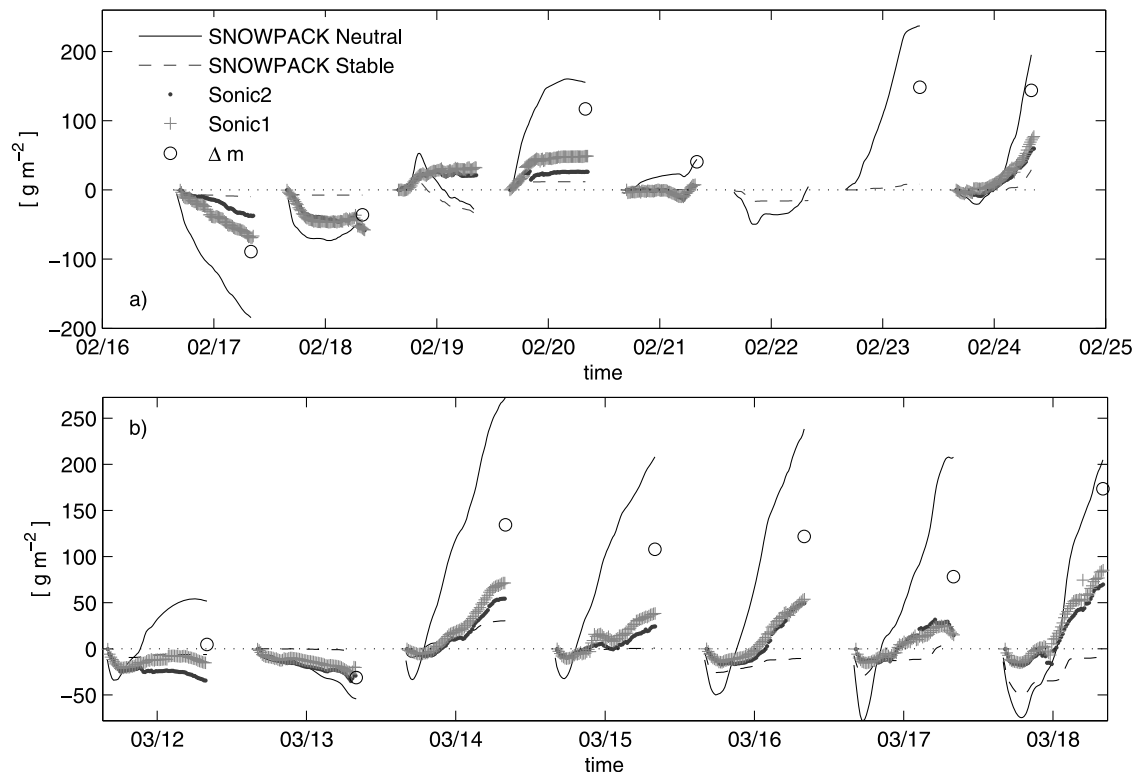 SNOWPACK Neutral
SNOWPACK Stable
Sonic2
Sonic1
Δ m
[ g m⁻² ]
200
100
0
−100
−200
a)
02/16 02/17 02/18 02/19 02/20 02/21 02/22 02/23 02/24 02/25
time
b)
[ g m⁻² ]
250
200
150
100
50
0
−50
03/12 03/13 03/14 03/15 03/16 03/17 03/18
time